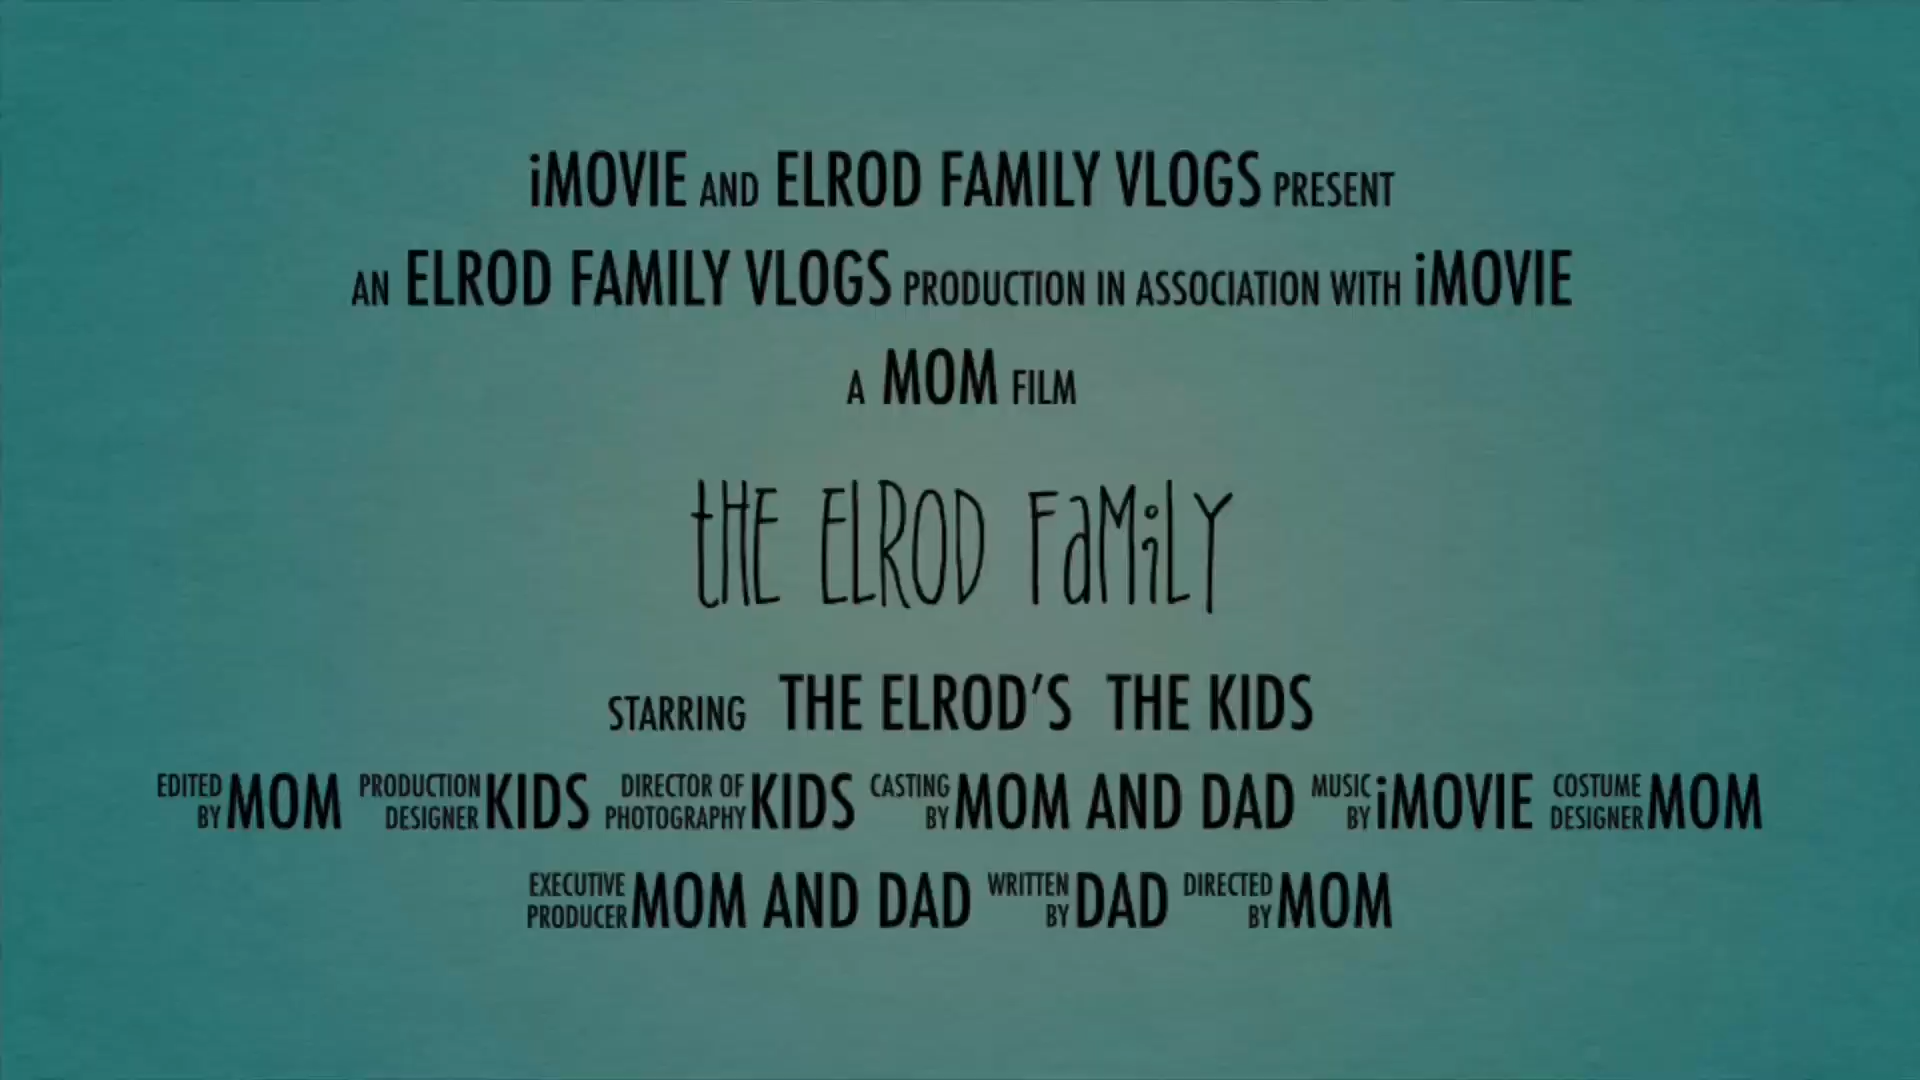 iMOVIE AND ELROD FAMILY VLOGS PRESENT
AN ELROD FAMILY VLOGS PRODUCTION IN ASSOCIATION WITH iMOVIE
A MOM FILM
tHE ELROD FaMiLY
STARRING THE ELROD'S THE KIDS
EDITED BY MOM PRODUCTION DESIGNER KIDS DIRECTOR OF PHOTOGRAPHY KIDS CASTING BY MOM AND DAD MUSIC BY iMOVIE COSTUME DESIGNER MOM
EXECUTIVE PRODUCER MOM AND DAD WRITTEN BY DAD DIRECTED BY MOM